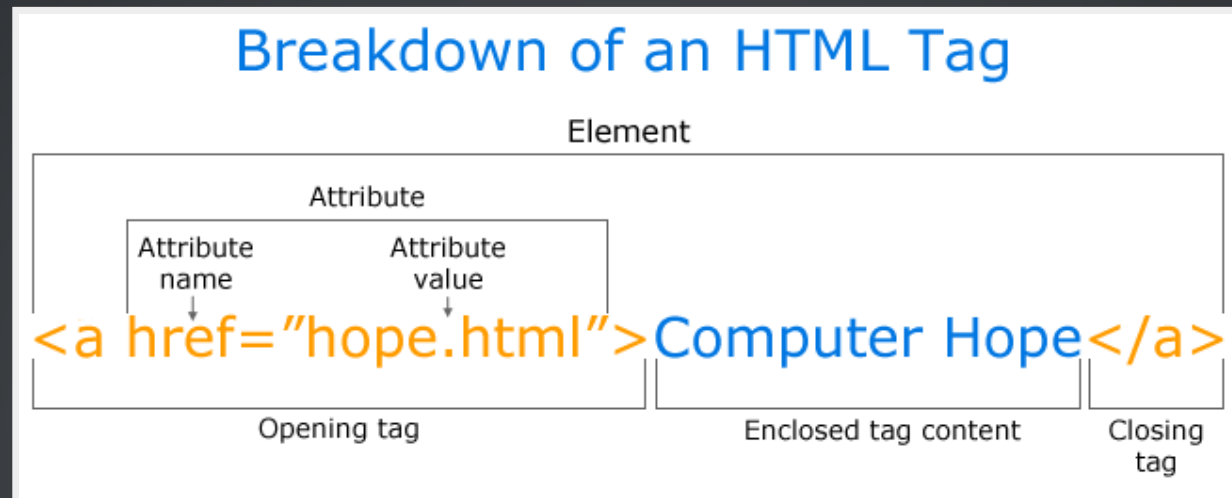 Breakdown of an HTML Tag
Element
Attribute
Attribute name
Attribute value
<a href=”hope.html”>Computer Hope</a>
Opening tag
Enclosed tag content
Closing tag